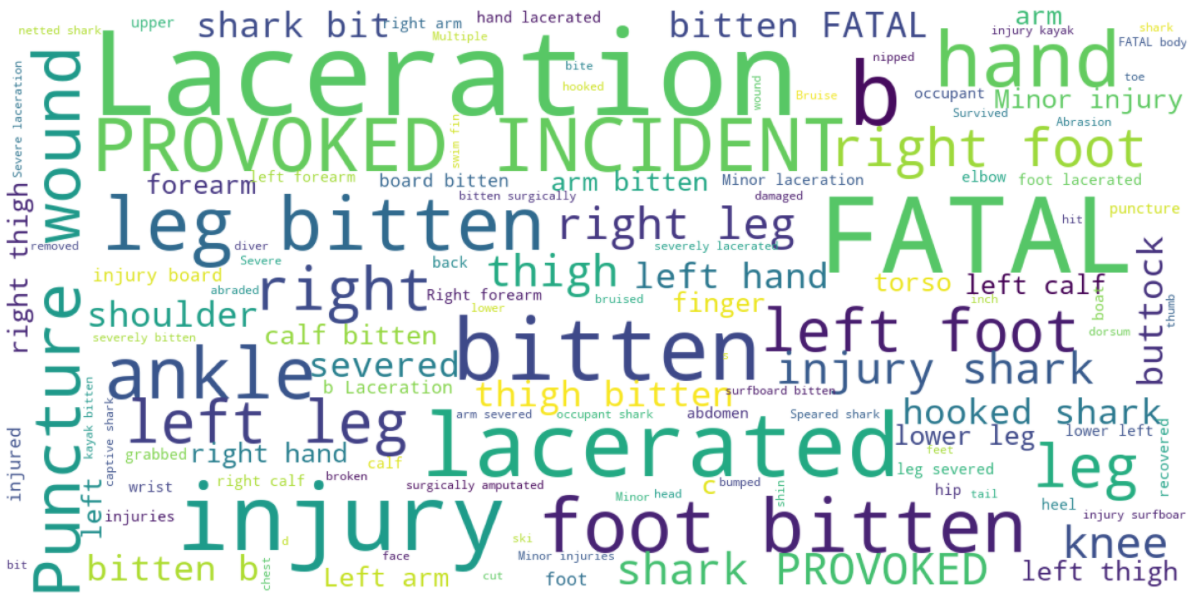 netted shark
upper
shark bit
right arm
Multiple
hand lacerated
bitten FATAL
nipped
arm
injury kayak
shark
FATAL body
Severe laceration
Puncture wound
Laceration
bite
hooked
wound
Bruise
b
occupant
hand
toe
Minor injury
Survived
Abrasion
PROVOKED INCIDENT
swim fin
right foot
right thigh
forearm
left forearm
board bitten
bitten surgically
arm bitten
Minor laceration
damaged
elbow
foot lacerated
removed
leg bitten
right leg
severely lacerated
FATAL
hit
puncture
diver
Severe
back
thigh
left hand
injury board
abraded
right
Right forearm
bruised
finger
torso
left calf
boat
buttock
thumb
shoulder
lower
inch
dorsum
severely bitten
calf bitten
bitten
left foot
s
ankle
severed
injury shark
b Laceration
thigh bitten
surfboard bitten
kayak bitten
captive shark
left leg
arm severed
occupant shark
abdomen
Speared shark
hooked shark
lacerated
lower leg
lower left
injured
left
grabbed
right hand
calf
feet
leg severed
leg
recovered
wrist
right calf
broken
surgically amputated
c
bumped
shin
hip
tail
heel
injuries
injury
Minor
head
injury surfboar
d
ski
foot bitten
knee
bit
bitten b
chest
Left arm
face
cut
Minor injuries
foot
shark PROVOKED
left thigh